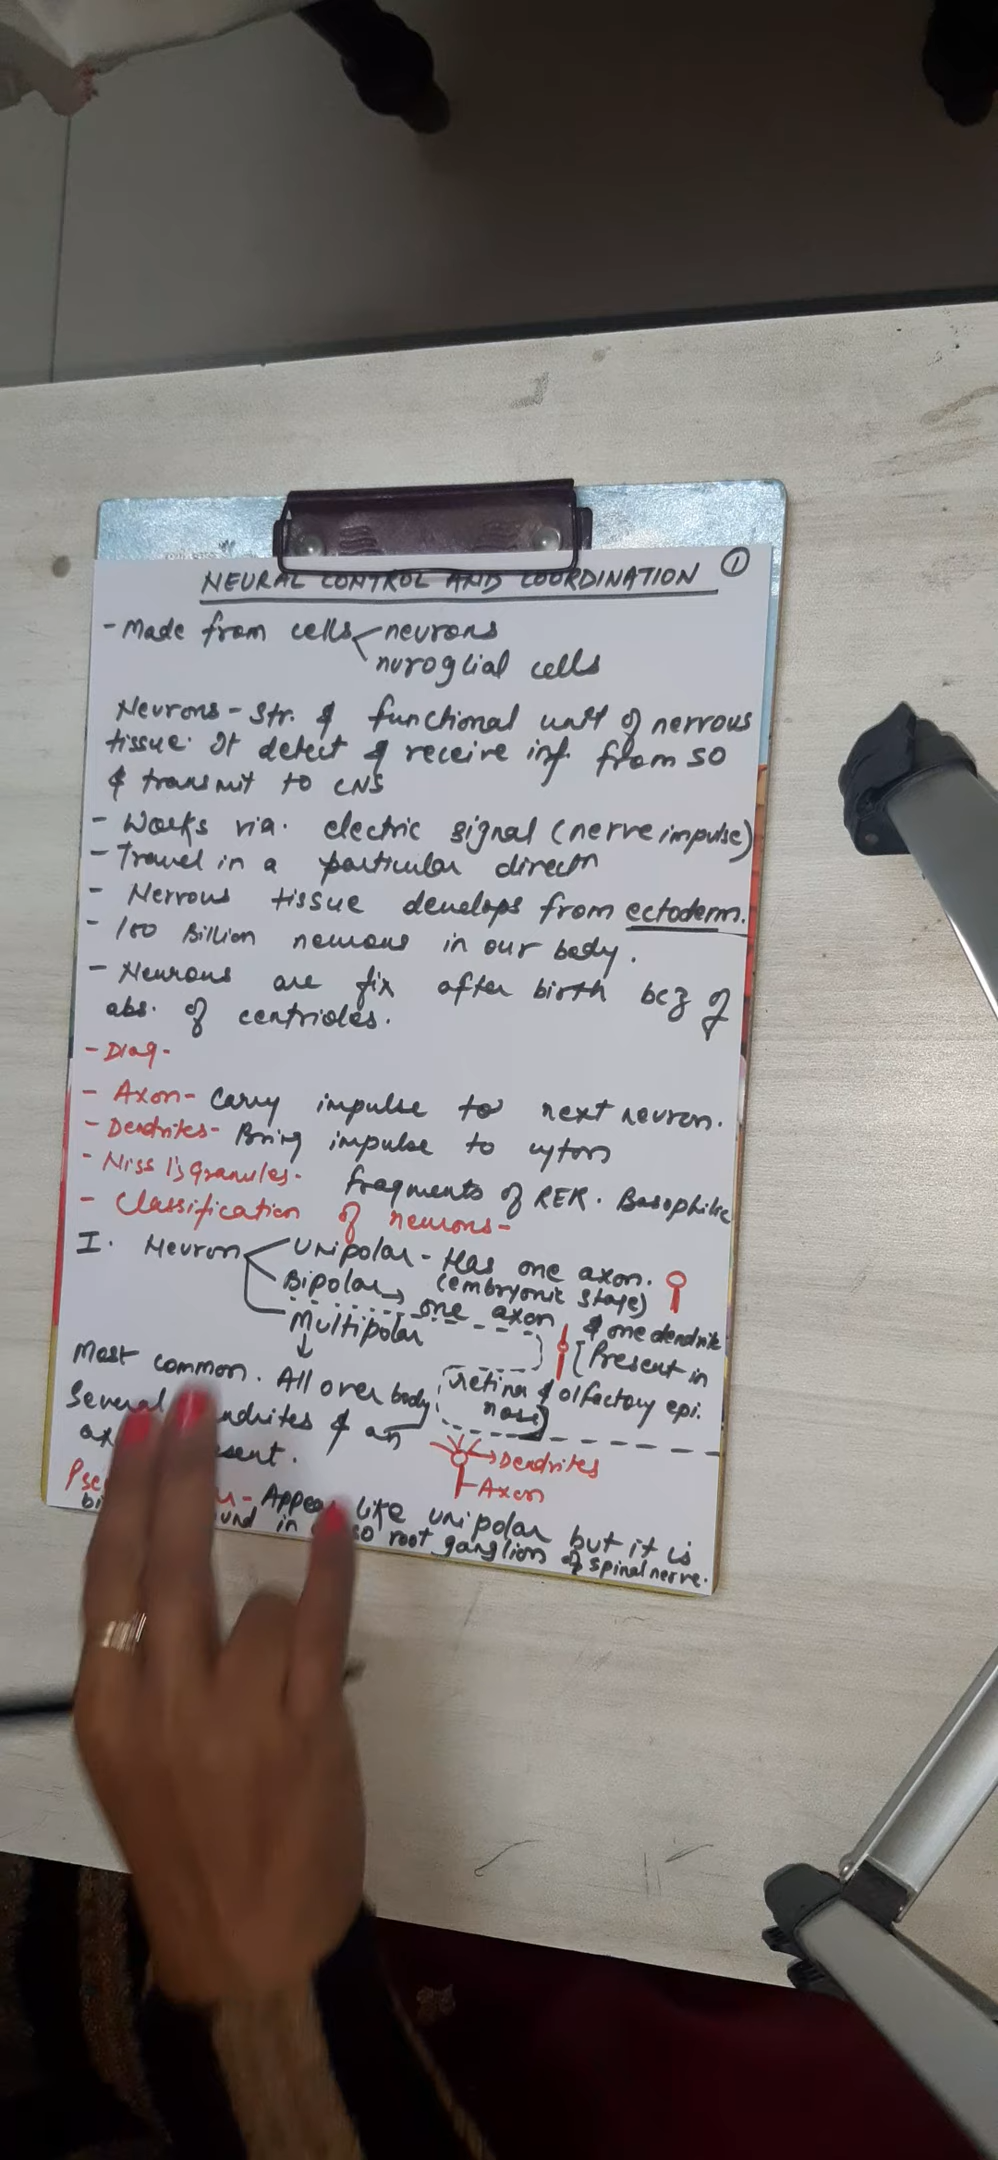 NEURAL CONTROL AND COORDINATION ①
- Made from cells neurons
nuroglial cells
Neurons - Str. & functional unit of nervous
tissue. It detect & receive inf. from SO
& transmit to CNS
- Works via. electric signal (nerve impulse)
- Travel in a particular directn
- Nervous tissue develops from ectoderm.
- 100 Billion neurons in our body.
- Neurons are fix after birth bcz of
abs. of centrioles.
- Diag -
- Axon - Carry impulse to next neuron.
- Dendrites - Bring impulse to cyton
- Nissl's Granules - fragments of RER. Basophilic
- Classification of neurons -
I. Neuron Unipolar - Has one axon.
(embryonic stage)
Bipolar → one axon & one dendrite
Multipolar [Present in
retina & olfactory epi.
nose]
Most common. All over body
Several & an
→ Dendrites
Axon
- Appear like unipolar but it is
in root ganglion of spinal nerve.